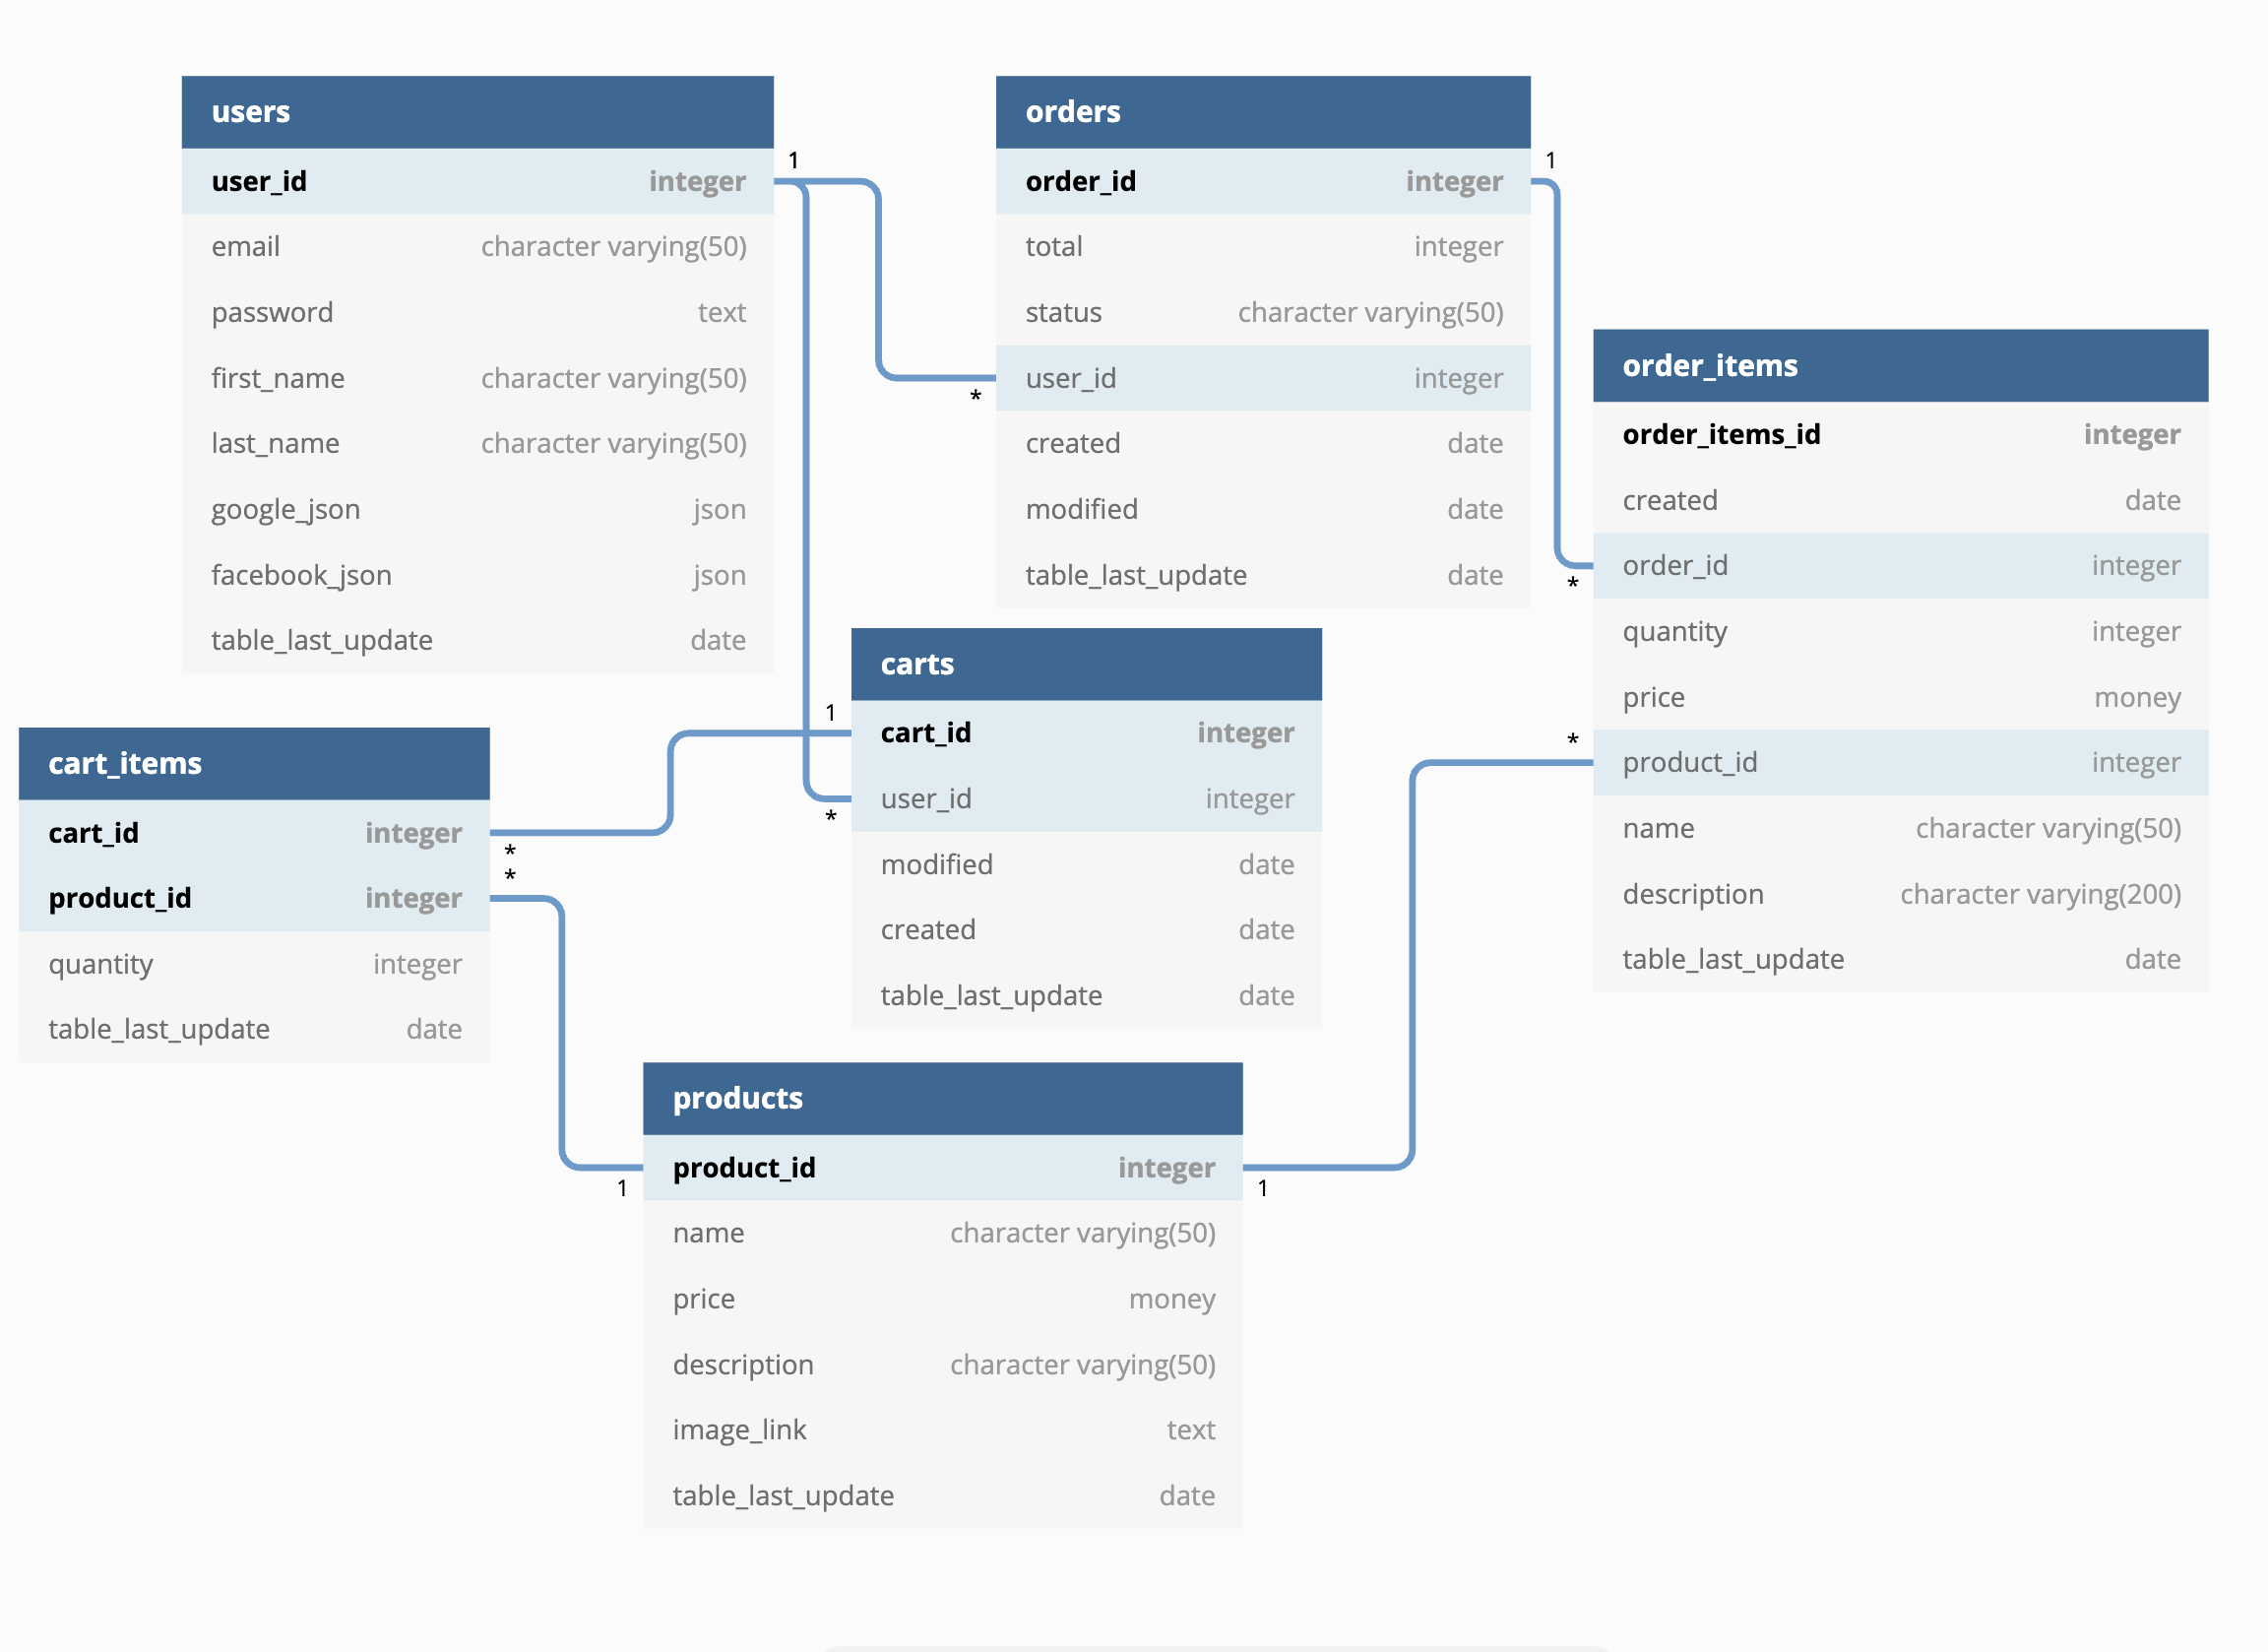 users
user_id integer
email character varying(50)
password text
first_name character varying(50)
last_name character varying(50)
google_json json
facebook_json json
table_last_update date
1
orders
order_id integer
total integer
status character varying(50)
user_id integer
created date
modified date
table_last_update date
1
*
order_items
order_items_id integer
created date
order_id integer
quantity integer
price money
product_id integer
name character varying(50)
description character varying(200)
table_last_update date
*
*
carts
cart_id integer
user_id integer
modified date
created date
table_last_update date
1
*
cart_items
cart_id integer
product_id integer
quantity integer
table_last_update date
*
*
products
product_id integer
name character varying(50)
price money
description character varying(50)
image_link text
table_last_update date
1
1